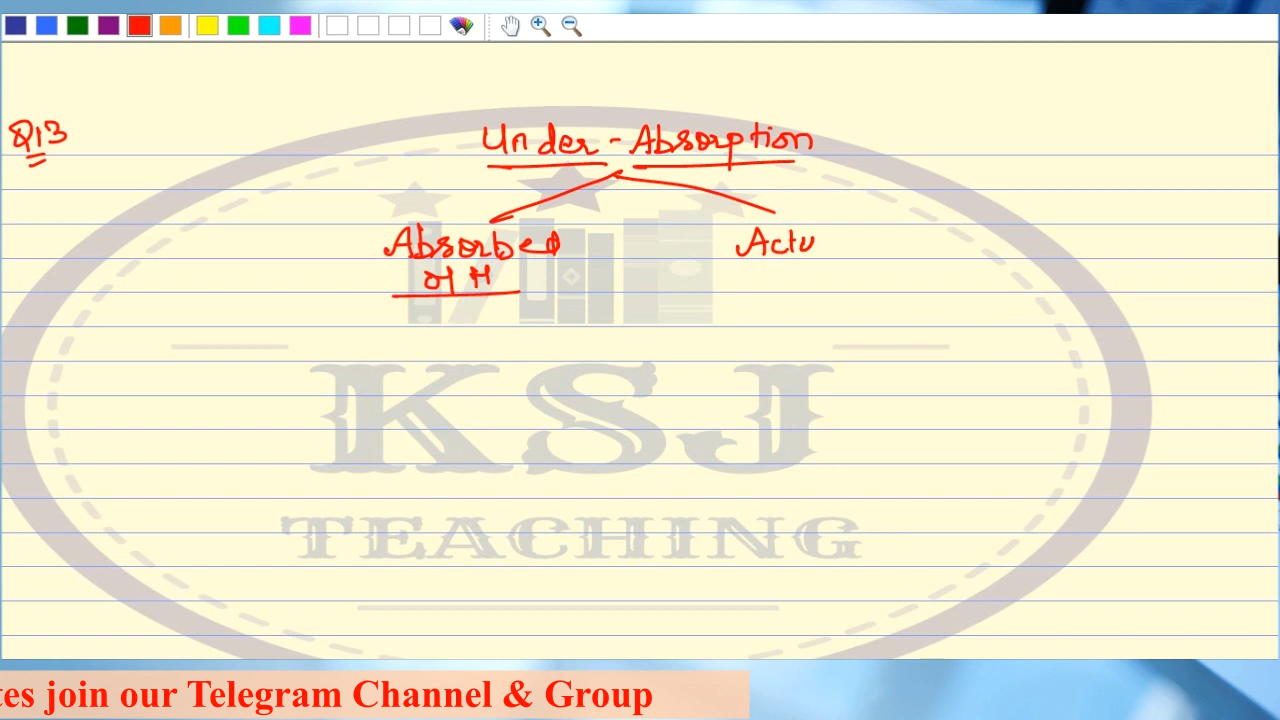 Q13
Under-Absorption
Absorbed Actu
OH
KSJ
TEACHING
tes join our Telegram Channel & Group